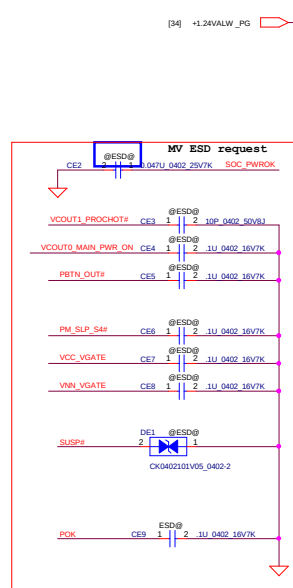 [34] +1.24VALW _PG
MV ESD request
@ESD@
CE2 2 1 0.047U_0402_25V7K SOC_PWROK
@ESD@
VCOUT1_PROCHOT# CE3 1 2 10P_0402_50V8J
@ESD@
VCOUT0_MAIN_PWR_ON CE4 1 2 .1U_0402_16V7K
@ESD@
PBTN_OUT# CE5 1 2 .1U_0402_16V7K
@ESD@
PM_SLP_S4# CE6 1 2 .1U_0402_16V7K
@ESD@
VCC_VGATE CE7 1 2 .1U_0402_16V7K
@ESD@
VNN_VGATE CE8 1 2 .1U_0402_16V7K
DE1 @ESD@
SUSP# 2 1
CK0402101V05_0402-2
ESD@
POK CE9 1 2 .1U_0402_16V7K